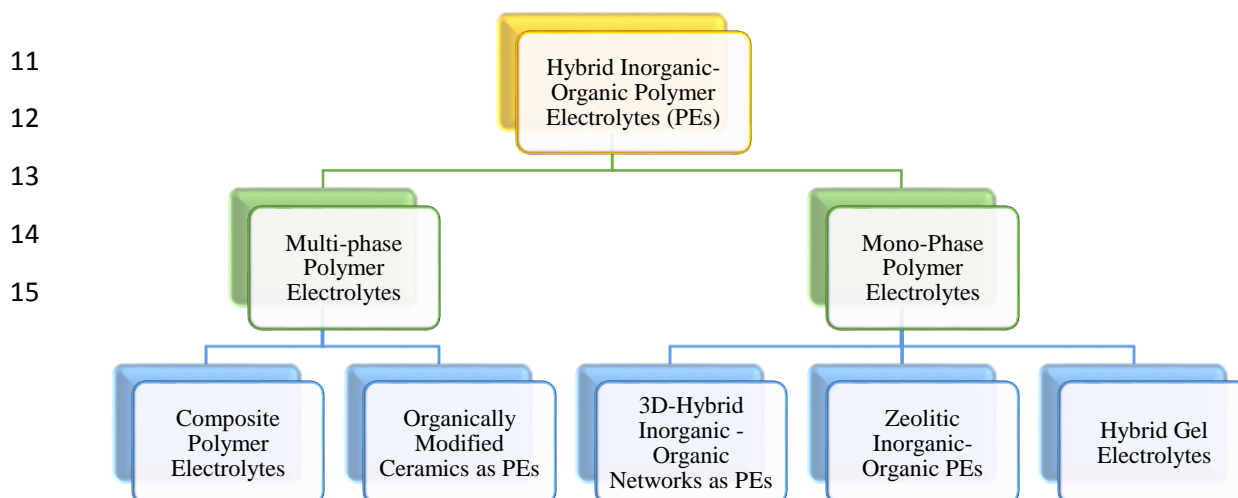 11
12
13
14
15
Hybrid Inorganic-
Organic Polymer
Electrolytes (PEs)
Multi-phase
Polymer
Electrolytes
Mono-Phase
Polymer
Electrolytes
Composite
Polymer
Electrolytes
Organically
Modified
Ceramics as PEs
3D-Hybrid
Inorganic -
Organic
Networks as PEs
Zeolitic
Inorganic-
Organic PEs
Hybrid Gel
Electrolytes